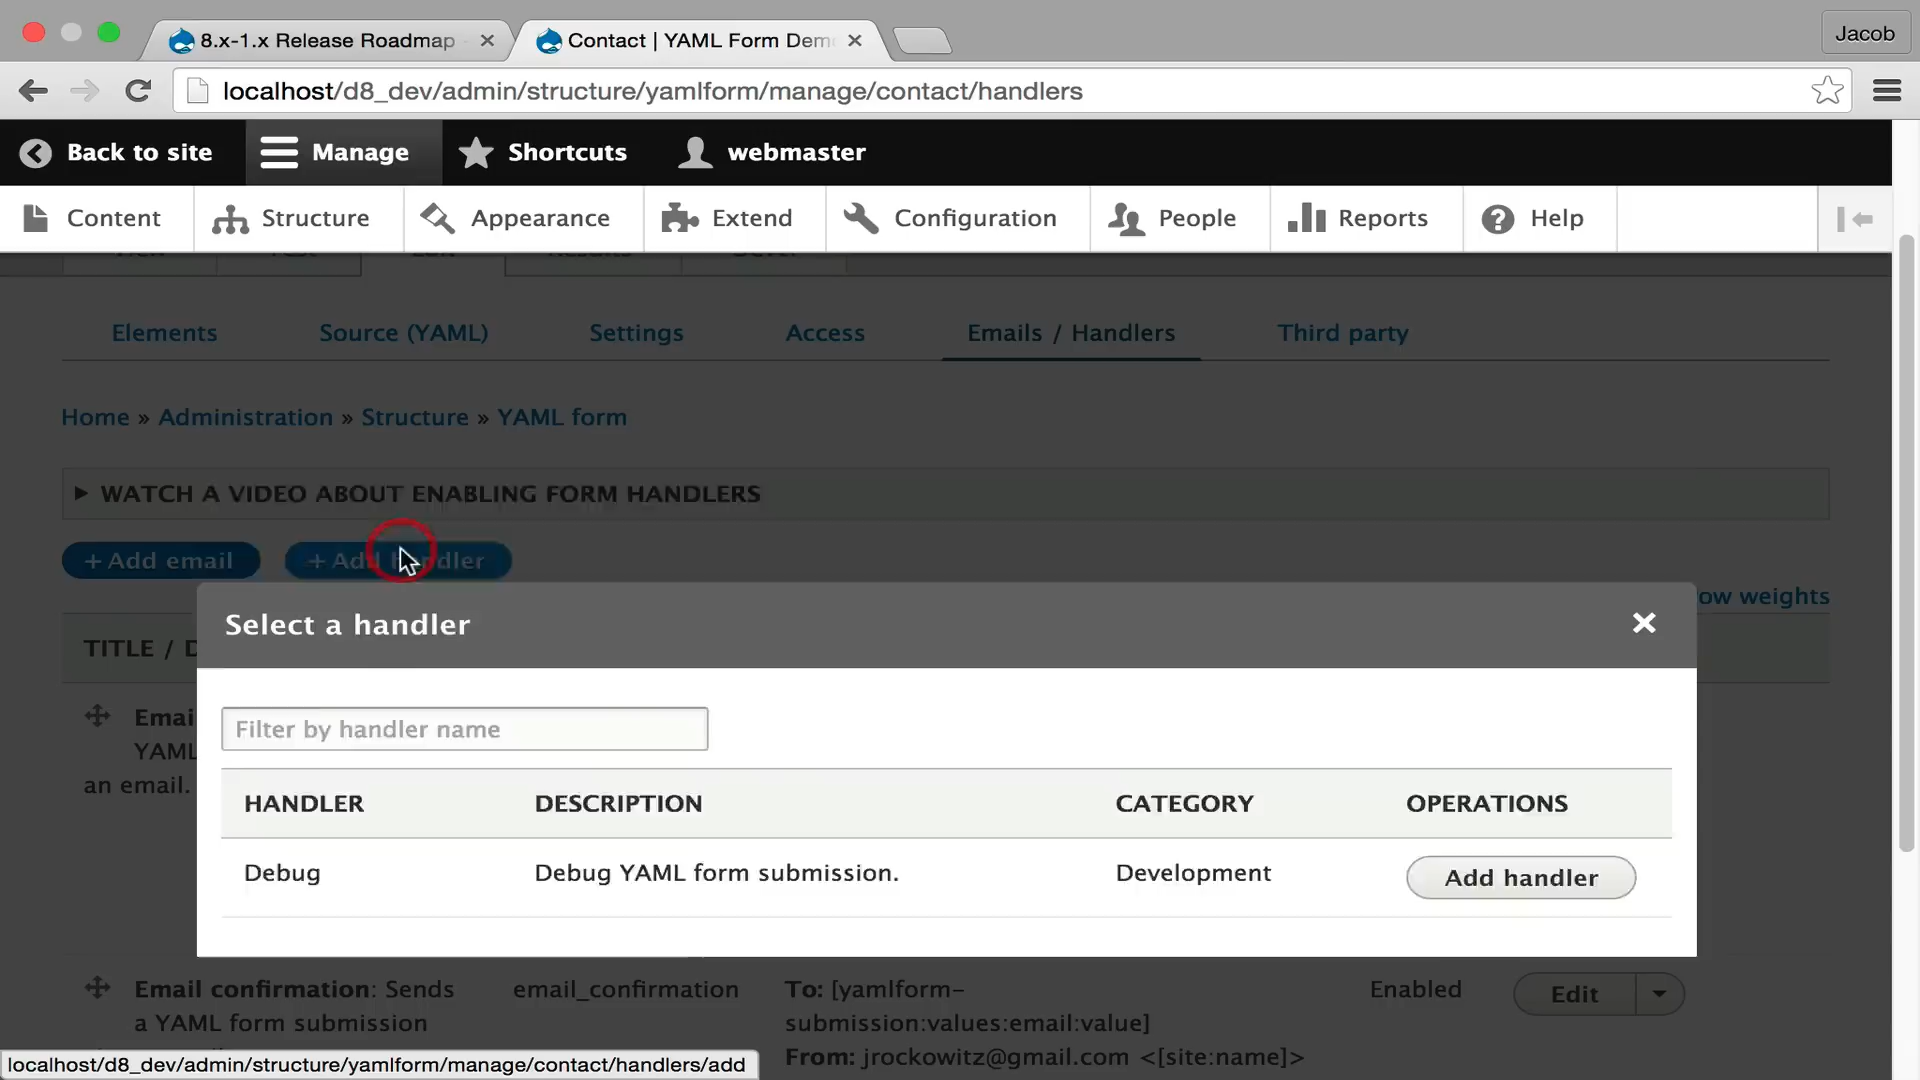 8.x-1.x Release Roadmap
Contact | YAML Form Dem
Jacob
localhost/d8_dev/admin/structure/yamlform/manage/contact/handlers
Back to site
Manage
Shortcuts
webmaster
Content
Structure
Appearance
Extend
Configuration
People
Reports
Help
Elements
Source (YAML)
Settings
Access
Emails / Handlers
Third party
Home » Administration » Structure » YAML form
WATCH A VIDEO ABOUT ENABLING FORM HANDLERS
+ Add email
+ Add handler
ow weights
Select a handler
TITLE / D
Filter by handler name
Emai
YAML
an email.
HANDLER DESCRIPTION CATEGORY OPERATIONS
Debug Debug YAML form submission. Development Add handler
Email confirmation: Sends email_confirmation To: [yamlform- Enabled Edit
a YAML form submission submission:values:email:value]
From: jrockowitz@gmail.com <[site:name]>
localhost/d8_dev/admin/structure/yamlform/manage/contact/handlers/add